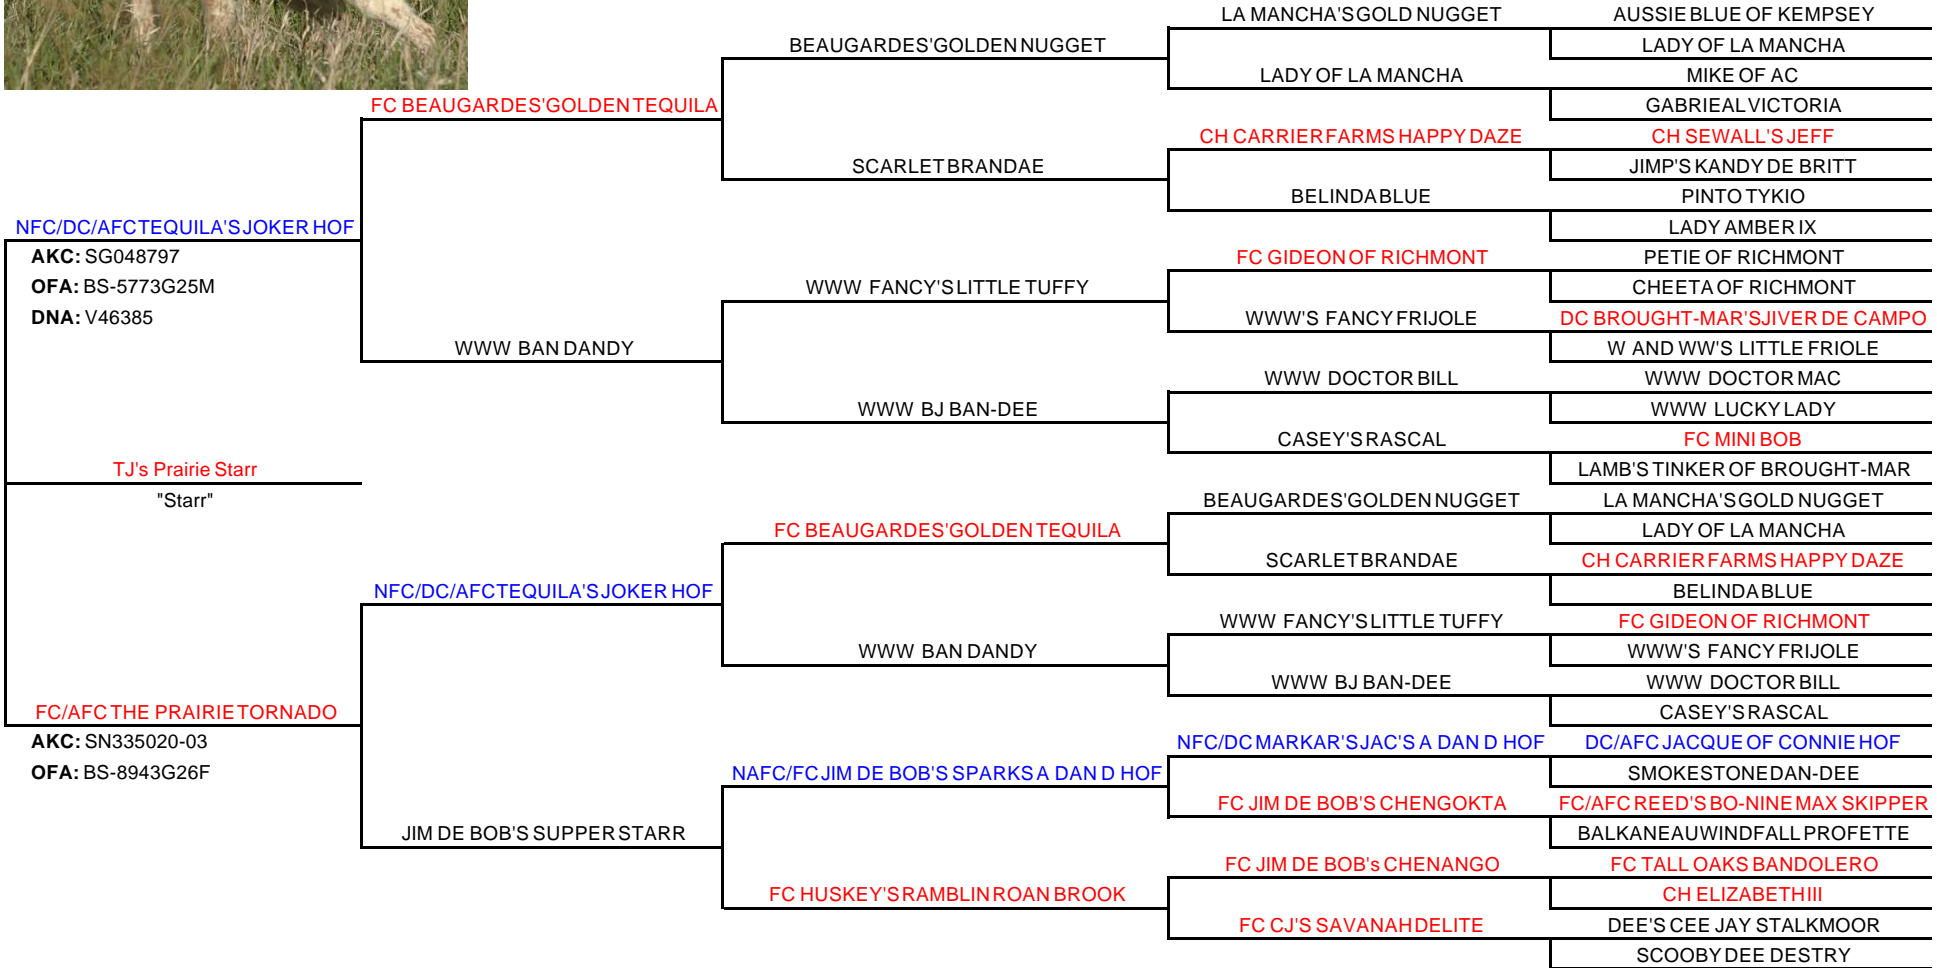 LA MANCHA'S GOLD NUGGET
AUSSIE BLUE OF KEMPSEY
BEAUGARDES' GOLDEN NUGGET
LADY OF LA MANCHA
LADY OF LA MANCHA
MIKE OF AC
FC BEAUGARDES' GOLDEN TEQUILA
GABRIEAL VICTORIA
CH CARRIER FARMS HAPPY DAZE
CH SEWALL'S JEFF
SCARLET BRANDAE
JIMP'S KANDY DE BRITT
BELINDA BLUE
PINTO TYKIO
NFC/DC/AFC TEQUILA'S JOKER HOF
LADY AMBER IX
AKC: SG048797
FC GIDEON OF RICHMONT
PETIE OF RICHMONT
OFA: BS-5773G25M
WWW FANCY'S LITTLE TUFFY
CHEETA OF RICHMONT
DNA: V46385
WWW'S FANCY FRIJOLE
DC BROUGHT-MAR'S JIVER DE CAMPO
WWW BAN DANDY
W AND WW'S LITTLE FRIOLE
WWW DOCTOR BILL
WWW DOCTOR MAC
WWW BJ BAN-DEE
WWW LUCKY LADY
CASEY'S RASCAL
FC MINI BOB
TJ's Prairie Starr
LAMB'S TINKER OF BROUGHT-MAR
"Starr"
BEAUGARDES' GOLDEN NUGGET
LA MANCHA'S GOLD NUGGET
FC BEAUGARDES' GOLDEN TEQUILA
LADY OF LA MANCHA
SCARLET BRANDAE
CH CARRIER FARMS HAPPY DAZE
NFC/DC/AFC TEQUILA'S JOKER HOF
BELINDA BLUE
WWW FANCY'S LITTLE TUFFY
FC GIDEON OF RICHMONT
WWW BAN DANDY
WWW'S FANCY FRIJOLE
WWW BJ BAN-DEE
WWW DOCTOR BILL
FC/AFC THE PRAIRIE TORNADO
CASEY'S RASCAL
AKC: SN335020-03
NFC/DC MARKAR'S JAC'S A DAN D HOF
DC/AFC JACQUE OF CONNIE HOF
OFA: BS-8943G26F
NAFC/FC JIM DE BOB'S SPARKS A DAN D HOF
SMOKESTONE DAN-DEE
FC JIM DE BOB'S CHENGOKTA
FC/AFC REED'S BO-NINE MAX SKIPPER
JIM DE BOB'S SUPPER STARR
BALKANEAU WINDFALL PROFETTE
FC JIM DE BOB's CHENANGO
FC TALL OAKS BANDOLERO
FC HUSKEY'S RAMBLIN ROAN BROOK
CH ELIZABETH III
FC CJ'S SAVANAH DELITE
DEE'S CEE JAY STALKMOOR
SCOOBY DEE DESTRY